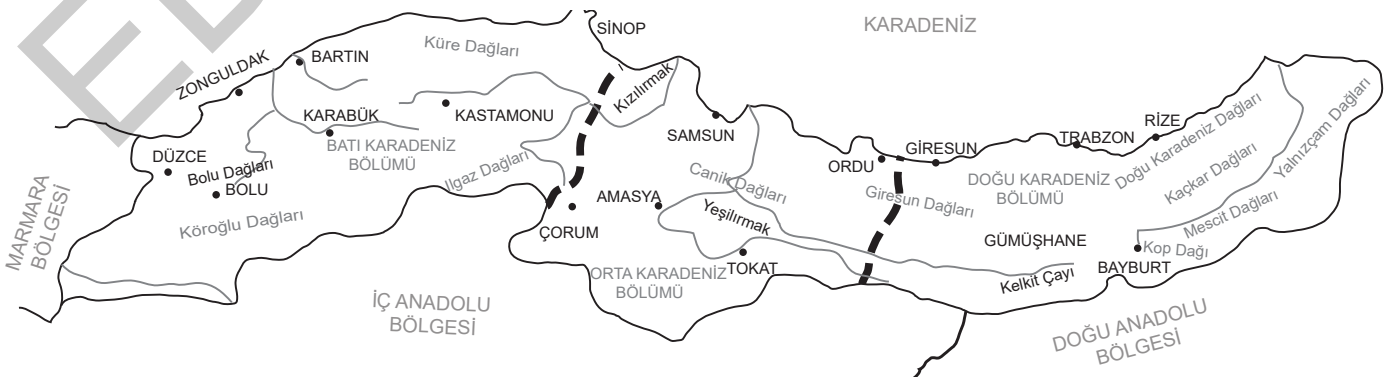 KARADENİZ
SİNOP
Küre Dağları
BARTIN
ZONGULDAK
Kızılırmak
KARABÜK
KASTAMONU
SAMSUN
RİZE
TRABZON
Doğu Karadeniz Dağları
Yalnızçam Dağları
BATI KARADENİZ
BÖLÜMÜ
DÜZCE
Bolu Dağları
BOLU
Ilgaz Dağları
Canik Dağları
ORDU
GİRESUN
DOĞU KARADENİZ
BÖLÜMÜ
Kaçkar Dağları
MARMARA
BÖLGESİ
Köroğlu Dağları
AMASYA
Yeşilırmak
Giresun Dağları
Mescit Dağları
ÇORUM
GÜMÜŞHANE
Kop Dağı
ORTA KARADENİZ
BÖLÜMÜ
TOKAT
Kelkit Çayı
BAYBURT
İÇ ANADOLU
BÖLGESİ
DOĞU ANADOLU
BÖLGESİ